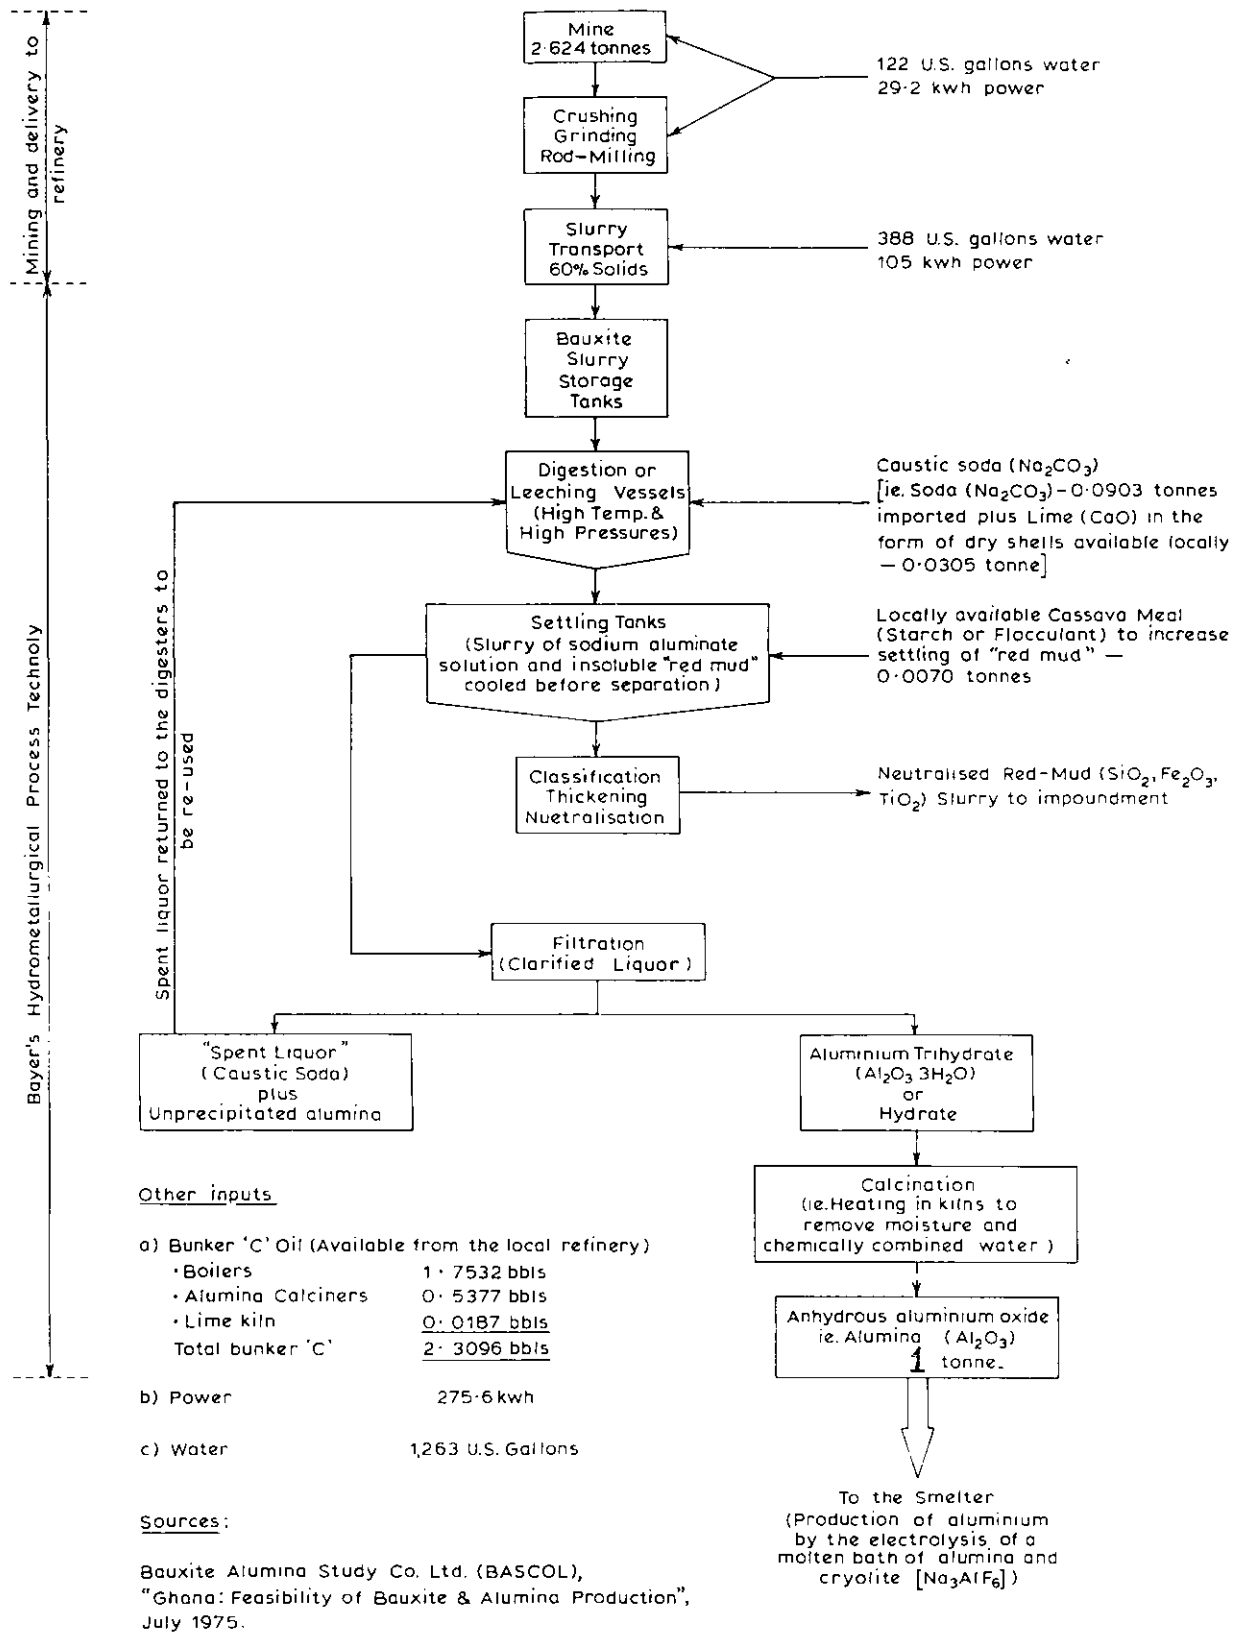 Mining and delivery to
refinery
Mine
2·624 tonnes
122 U.S. gallons water
29·2 kwh power
Crushing
Grinding
Rod-Milling
Slurry
Transport
60% Solids
388 U.S. gallons water
105 kwh power
Bayer's Hydrometallurgical Process Technoly
Bauxite
Slurry
Storage
Tanks
Digestion or
Leeching Vessels
(High Temp. &
High Pressures)
Caustic soda (Na₂CO₃)
[ie. Soda (Na₂CO₃)-0·0903 tonnes
imported plus Lime (CaO) in the
form of dry shells available locally
— 0·0305 tonne]
Spent liquor returned to the digesters to
be re-used
Settling Tanks
(Slurry of sodium aluminate
solution and insoluble "red mud"
cooled before separation)
Locally available Cassava Meal
(Starch or Flocculant) to increase
settling of "red mud" —
0·0070 tonnes
Classification
Thickening
Nuetralisation
Neutralised Red-Mud (SiO₂, Fe₂O₃,
TiO₂) Slurry to impoundment
Filtration
(Clarified Liquor)
"Spent Liquor"
(Caustic Soda)
plus
Unprecipitated alumina
Aluminium Trihydrate
(Al₂O₃ 3H₂O)
or
Hydrate
Calcination
(ie. Heating in kilns to
remove moisture and
chemically combined water)
Anhydrous aluminium oxide
ie. Alumina (Al₂O₃)
1 tonne.
To the Smelter
(Production of aluminium
by the electrolysis of a
molten bath of alumina and
cryolite [Na₃AlF₆])
Other inputs
a) Bunker 'C' Oil (Available from the local refinery)
· Boilers 1·7532 bbls
· Alumina Calciners 0·5377 bbls
· Lime kiln 0·0187 bbls
Total bunker 'C' 2·3096 bbls
b) Power 275·6 kwh
c) Water 1,263 U.S. Gallons
Sources:
Bauxite Alumina Study Co. Ltd. (BASCOL),
"Ghana: Feasibility of Bauxite & Alumina Production",
July 1975.